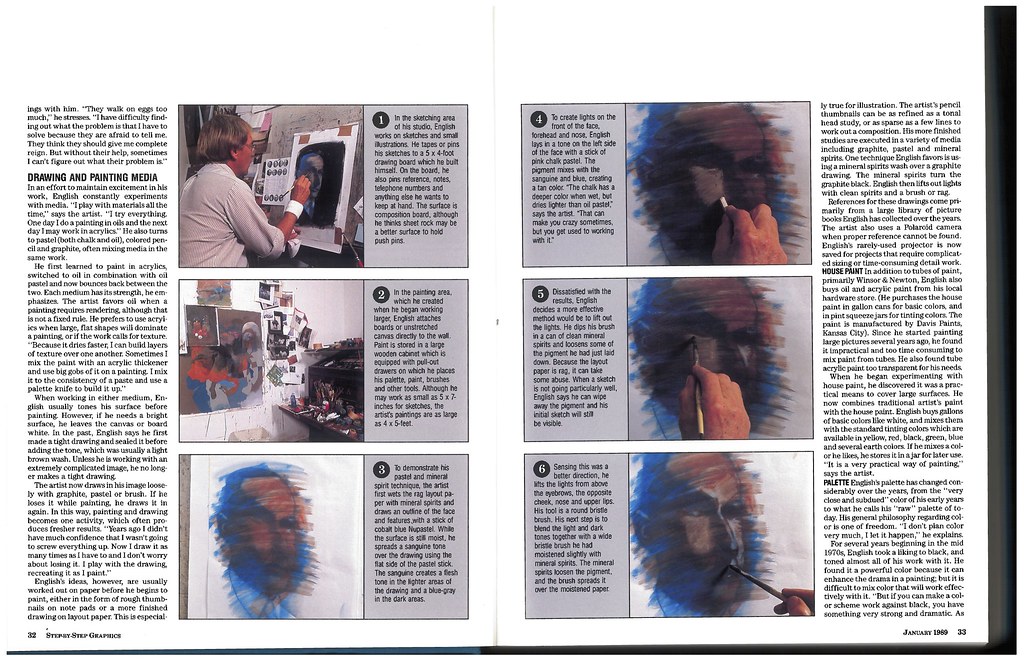 ings with him. "They walk on eggs too
much," he stresses. "I have difficulty find-
ing out what the problem is that I have to
solve because they are afraid to tell me.
They think they should give me complete
reign. But without their help, sometimes
I can't figure out what their problem is."
DRAWING AND PAINTING MEDIA
In an effort to maintain excitement in his
work, English constantly experiments
with media. "I play with materials all the
time," says the artist. "I try everything.
One day I do a painting in oils and the next
day I may work in acrylics." He also turns
to pastel (both chalk and oil), colored pen-
cil and graphite, often mixing media in the
same work.
He first learned to paint in acrylics,
switched to oil in combination with oil
pastel and now bounces back between the
two. Each medium has its strength, he em-
phasizes. The artist favors oil when a
painting requires rendering, although that
is not a fixed rule. He prefers to use acryl-
ics when large, flat shapes will dominate
a painting, or if the work calls for texture.
"Because it dries faster, I can build layers
of texture over one another. Sometimes I
mix the paint with an acrylic thickener
and use big gobs of it on a painting. I mix
it to the consistency of a paste and use a
palette knife to build it up."
When working in either medium, En-
glish usually tones his surface before
painting. However, if he needs a bright
surface, he leaves the canvas or board
white. In the past, English says he first
made a tight drawing and sealed it before
adding the tone, which was usually a light
brown wash. Unless he is working with an
extremely complicated image, he no long-
er makes a tight drawing.
The artist now draws in his image loose-
ly with graphite, pastel or brush. If he
loses it while painting, he draws it in
again. In this way, painting and drawing
becomes one activity, which often pro-
duces fresher results. "Years ago I didn't
have much confidence that I wasn't going
to screw everything up. Now I draw it as
many times as I have to and I don't worry
about losing it. I play with the drawing,
recreating it as I paint."
English's ideas, however, are usually
worked out on paper before he begins to
paint, either in the form of rough thumb-
nails on note pads or a more finished
drawing on layout paper. This is especial-
32 STEP-BY-STEP GRAPHICS
1 In the sketching area
of his studio, English
works on sketches and small
illustrations. He tapes or pins
his sketches to a 5 x 4-foot
drawing board which he built
himself. On the board, he
also pins reference, notes,
telephone numbers and
anything else he wants to
keep at hand. The surface is
composition board, although
he thinks sheet rock may be
a better surface to hold
push pins.
2 In the painting area,
which he created
when he began working
larger, English attaches
boards or unstretched
canvas directly to the wall.
Paint is stored in a large
wooden cabinet which is
equipped with pull-out
drawers on which he places
his palette, paint, brushes
and other tools. Although he
may work as small as 5 x 7-
inches for sketches, the
artist's paintings are as large
as 4 x 5-feet.
3 To demonstrate his
pastel and mineral
spirit technique, the artist
first wets the rag layout pa-
per with mineral spirits and
draws an outline of the face
and features, with a stick of
cobalt blue Nupastel. While
the surface is still moist, he
spreads a sanguine tone
over the drawing using the
flat side of the pastel stick.
The sanguine creates a flesh
tone in the lighter areas of
the drawing and a blue-gray
in the dark areas.
4 To create lights on the
front of the face,
forehead and nose, English
lays in a tone on the left side
of the face with a stick of
pink chalk pastel. The
pigment mixes with the
sanguine and blue, creating
a tan color. "The chalk has a
deeper color when wet, but
dries lighter than oil pastel,"
says the artist. "That can
make you crazy sometimes,
but you get used to working
with it."
5 Dissatisfied with the
results, English
decides a more effective
method would be to lift out
the lights. He dips his brush
in a can of clean mineral
spirits and loosens some of
the pigment he had just laid
down. Because the layout
paper is rag, it can take
some abuse. When a sketch
is not going particularly well,
English says he can wipe
away the pigment and his
initial sketch will still
be visible.
6 Sensing this was a
better direction, he
lifts the lights from above
the eyebrows, the opposite
cheek, nose and upper lips.
His tool is a round bristle
brush. His next step is to
blend the light and dark
tones together with a wide
bristle brush he had
moistened slightly with
mineral spirits. The mineral
spirits loosen the pigment,
and the brush spreads it
over the moistened paper.
ly true for illustration. The artist's pencil
thumbnails can be as refined as a tonal
head study, or as sparse as a few lines to
work out a composition. His more finished
studies are executed in a variety of media
including graphite, pastel and mineral
spirits. One technique English favors is us-
ing a mineral spirits wash over a graphite
drawing. The mineral spirits turn the
graphite black. English then lifts out lights
with clean spirits and a brush or rag.
References for these drawings come pri-
marily from a large library of picture
books English has collected over the years.
The artist also uses a Polaroid camera
when proper reference cannot be found.
English's rarely-used projector is now
saved for projects that require complicat-
ed sizing or time-consuming detail work.
HOUSE PAINT In addition to tubes of paint,
primarily Winsor & Newton, English also
buys oil and acrylic paint from his local
hardware store. (He purchases the house
paint in gallon cans for basic colors, and
in pint squeeze jars for tinting colors. The
paint is manufactured by Davis Paints,
Kansas City). Since he started painting
large pictures several years ago, he found
it impractical and too time consuming to
mix paint from tubes. He also found tube
acrylic paint too transparent for his needs.
When he began experimenting with
house paint, he discovered it was a prac-
tical means to cover large surfaces. He
now combines traditional artist's paint
with the house paint. English buys gallons
of basic colors like white, and mixes them
with the standard tinting colors which are
available in yellow, red, black, green, blue
and several earth colors. If he mixes a col-
or he likes, he stores it in a jar for later use.
"It is a very practical way of painting,"
says the artist.
PALETTE English's palette has changed con-
siderably over the years, from the "very
close and subdued" color of his early years
to what he calls his "raw" palette of to-
day. His general philosophy regarding col-
or is one of freedom. "I don't plan color
very much, I let it happen," he explains.
For several years beginning in the mid
1970s, English took a liking to black, and
toned almost all of his work with it. He
found it a powerful color because it can
enhance the drama in a painting; but it is
difficult to mix color that will work effec-
tively with it. "But if you can make a col-
or scheme work against black, you have
something very strong and dramatic. As
JANUARY 1989 33